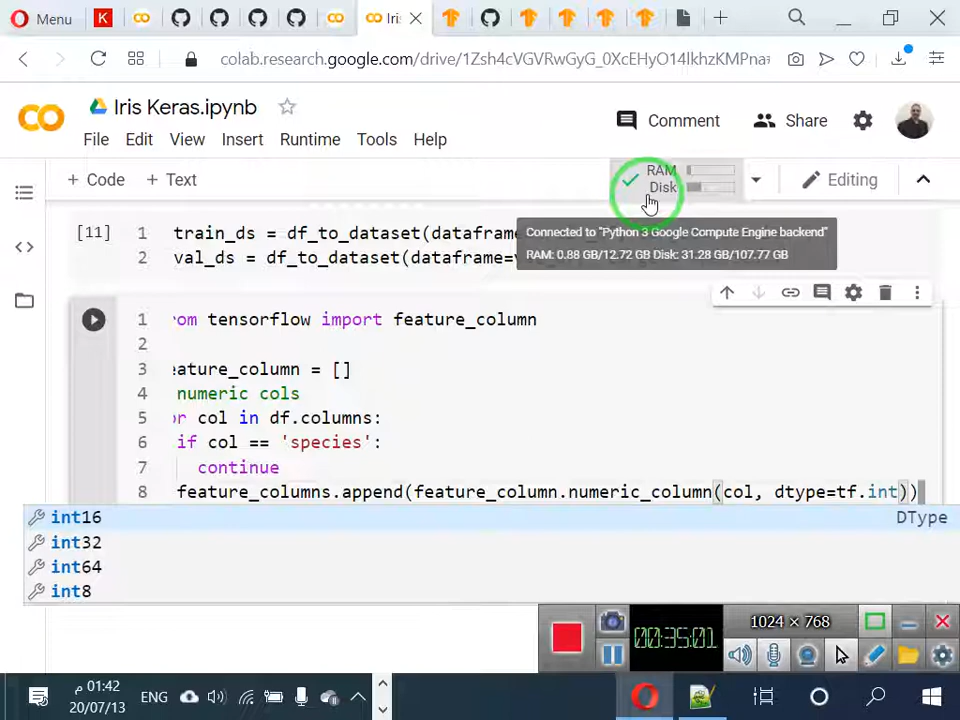 Menu
K
Iris
colab.research.google.com/drive/1Zsh4cVGVRwGyG_0XcEHyO14lkhzKMPna
Iris Keras.ipynb
Comment
Share
File Edit View Insert Runtime Tools Help
+ Code + Text
RAM
Disk
Editing
[11] 1 train_ds = df_to_dataset(dataframe
2 val_ds = df_to_dataset(dataframe=v
Connected to "Python 3 Google Compute Engine backend"
RAM: 0.88 GB/12.72 GB Disk: 31.28 GB/107.77 GB
1 rom tensorflow import feature_column
2
3 eature_column = []
4 numeric cols
5 or col in df.columns:
6 if col == 'species':
7 continue
8 feature_columns.append(feature_column.numeric_column(col, dtype=tf.int))
int16 DType
int32
int64
int8
1024 × 768
00:35:01
01:42 م
ENG
20/07/13